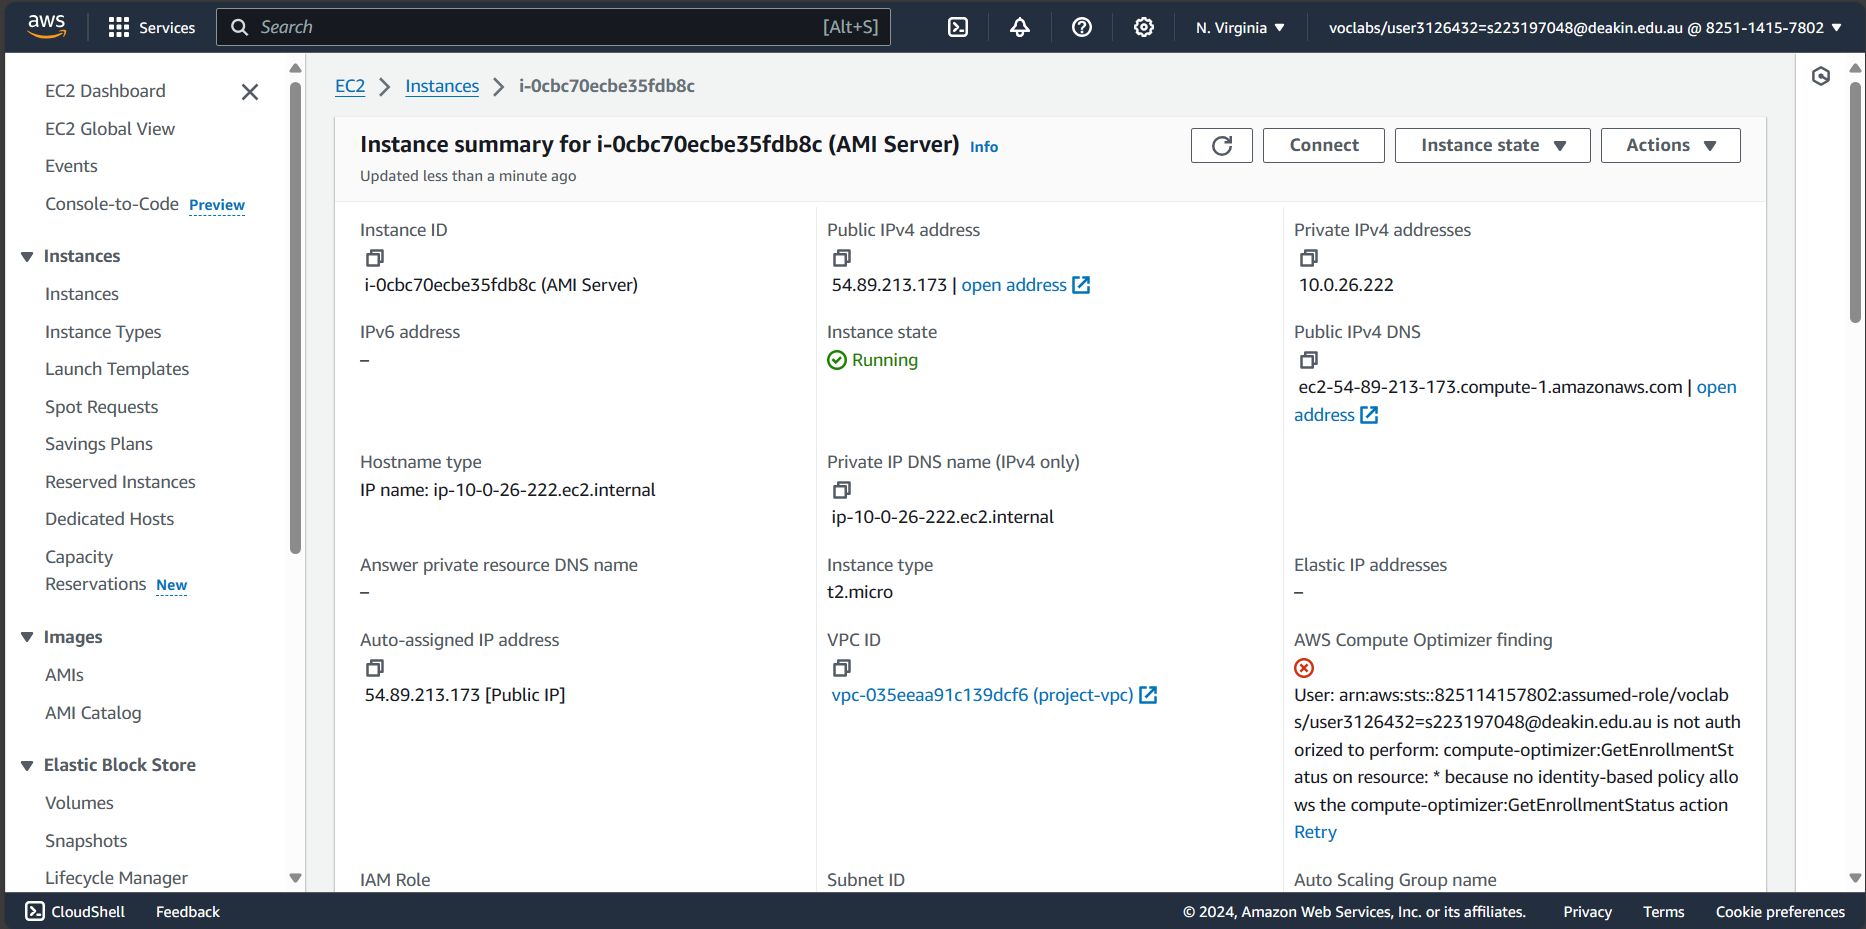 aws
Services
Search
[Alt+S]
N. Virginia
voclabs/user3126432=s223197048@deakin.edu.au @ 8251-1415-7802
EC2 Dashboard
EC2 Global View
Events
Console-to-Code Preview
Instances
Instances
Instance Types
Launch Templates
Spot Requests
Savings Plans
Reserved Instances
Dedicated Hosts
Capacity
Reservations New
Images
AMIs
AMI Catalog
Elastic Block Store
Volumes
Snapshots
Lifecycle Manager
EC2 Instances i-0cbc70ecbe35fdb8c
Instance summary for i-0cbc70ecbe35fdb8c (AMI Server) Info
Updated less than a minute ago
Connect
Instance state
Actions
Instance ID
i-0cbc70ecbe35fdb8c (AMI Server)
Public IPv4 address
54.89.213.173 | open address
Private IPv4 addresses
10.0.26.222
IPv6 address
–
Instance state
Running
Public IPv4 DNS
ec2-54-89-213-173.compute-1.amazonaws.com | open
address
Hostname type
IP name: ip-10-0-26-222.ec2.internal
Private IP DNS name (IPv4 only)
ip-10-0-26-222.ec2.internal
Answer private resource DNS name
–
Instance type
t2.micro
Elastic IP addresses
–
Auto-assigned IP address
54.89.213.173 [Public IP]
VPC ID
vpc-035eeaa91c139dcf6 (project-vpc)
AWS Compute Optimizer finding
User: arn:aws:sts::825114157802:assumed-role/voclab
s/user3126432=s223197048@deakin.edu.au is not auth
orized to perform: compute-optimizer:GetEnrollmentSt
atus on resource: * because no identity-based policy allo
ws the compute-optimizer:GetEnrollmentStatus action
Retry
IAM Role
Subnet ID
Auto Scaling Group name
CloudShell
Feedback
© 2024, Amazon Web Services, Inc. or its affiliates.
Privacy
Terms
Cookie preferences